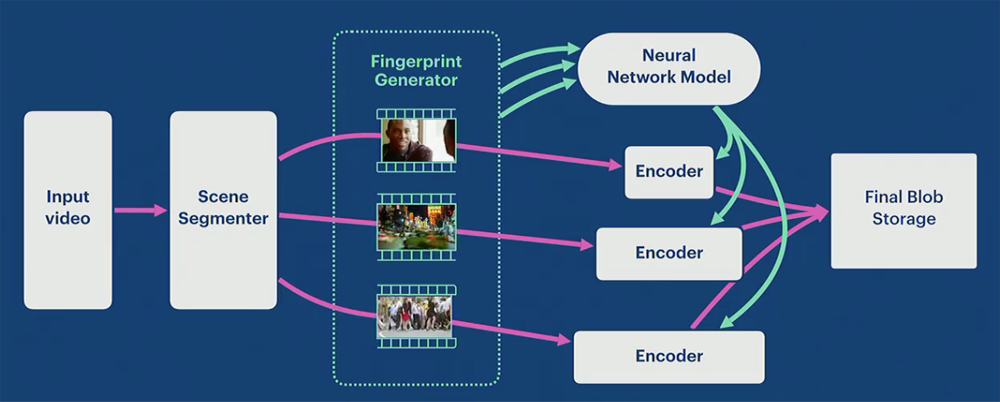 Input
video
Scene
Segmenter
Fingerprint
Generator
Neural
Network Model
Encoder
Encoder
Encoder
Final Blob
Storage